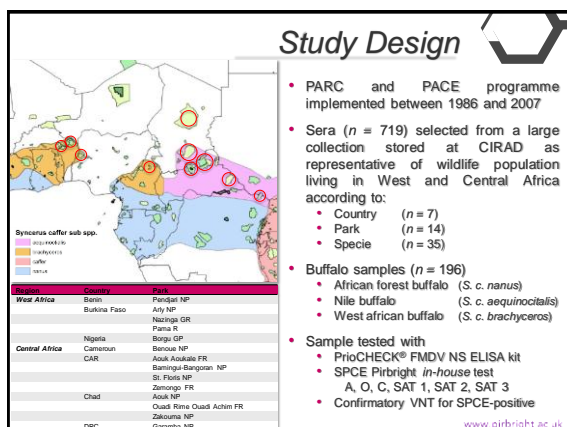 Study Design
Syncerus caffer sub spp.
aequinoctialis
brachyceros
caffer
nanus
Region Country Park
West Africa Benin Pendjari NP
Burkina Faso Arly NP
Nazinga GR
Pama R
Nigeria Borgu GP
Central Africa Cameroun Benoue NP
CAR Aouk Aoukale FR
Bamingui-Bangoran NP
St. Floris NP
Zemongo FR
Chad Aouk NP
Ouadi Rime Ouadi Achim FR
Zakouma NP
DRC Garamba NP
• PARC and PACE programme
implemented between 1986 and 2007
• Sera (n = 719) selected from a large
collection stored at CIRAD as
representative of wildlife population
living in West and Central Africa
according to:
• Country (n = 7)
• Park (n = 14)
• Specie (n = 35)
• Buffalo samples (n = 196)
• African forest buffalo (S. c. nanus)
• Nile buffalo (S. c. aequinocitalis)
• West african buffalo (S. c. brachyceros)
• Sample tested with
• PrioCHECK® FMDV NS ELISA kit
• SPCE Pirbright in-house test
A, O, C, SAT 1, SAT 2, SAT 3
• Confirmatory VNT for SPCE-positive
www.pirbright.ac.uk